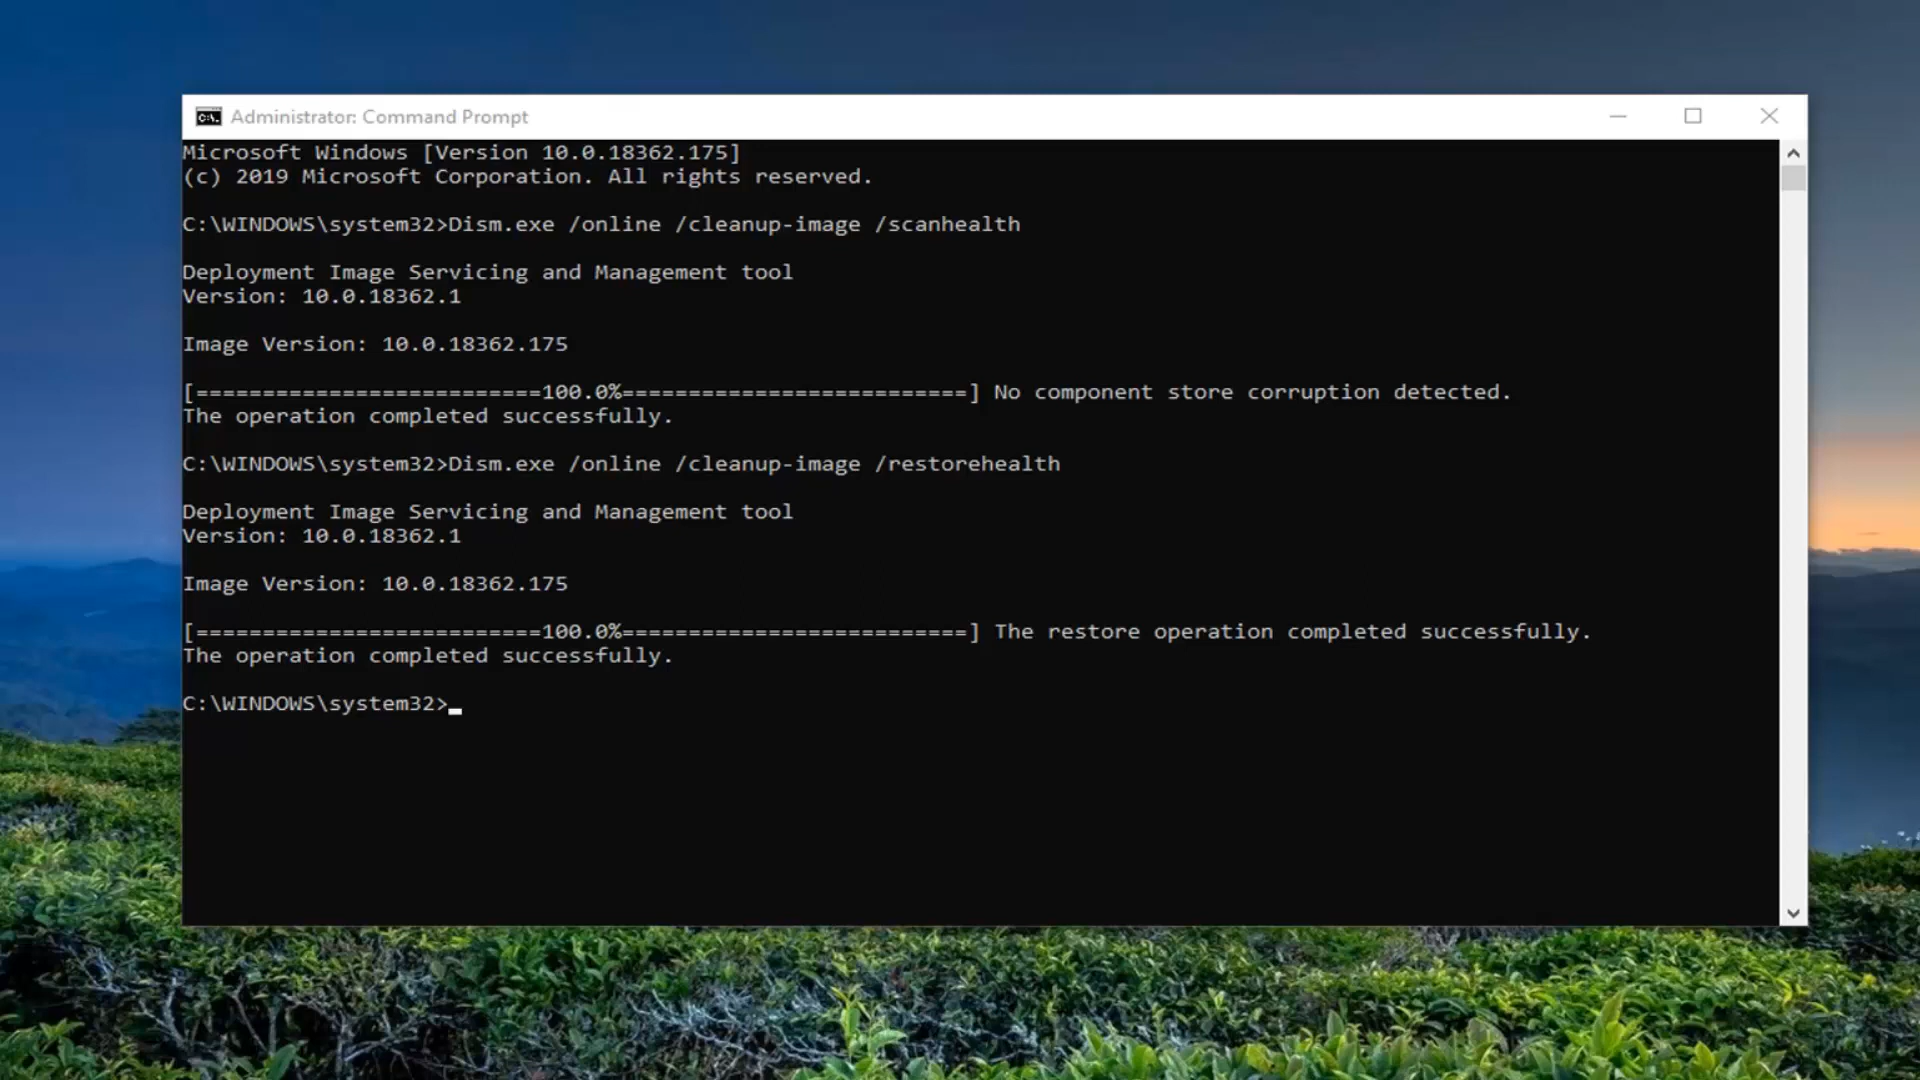 Administrator: Command Prompt
Microsoft Windows [Version 10.0.18362.175]
(c) 2019 Microsoft Corporation. All rights reserved.
C:\WINDOWS\system32>Dism.exe /online /cleanup-image /scanhealth
Deployment Image Servicing and Management tool
Version: 10.0.18362.1
Image Version: 10.0.18362.175
[==========================100.0%==========================] No component store corruption detected.
The operation completed successfully.
C:\WINDOWS\system32>Dism.exe /online /cleanup-image /restorehealth
Deployment Image Servicing and Management tool
Version: 10.0.18362.1
Image Version: 10.0.18362.175
[==========================100.0%==========================] The restore operation completed successfully.
The operation completed successfully.
C:\WINDOWS\system32>